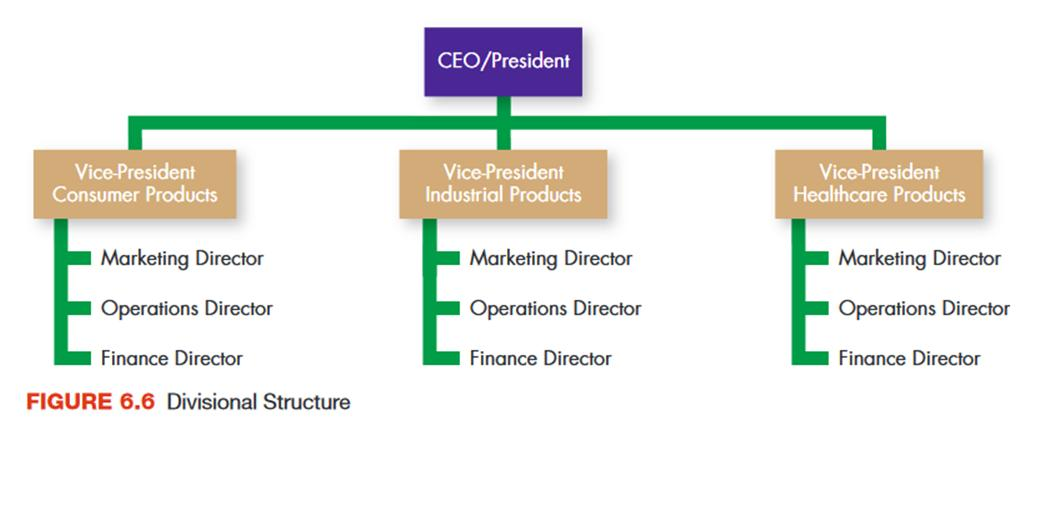 CEO/President
Vice-President
Consumer Products
Vice-President
Industrial Products
Vice-President
Healthcare Products
Marketing Director
Operations Director
Finance Director
Marketing Director
Operations Director
Finance Director
Marketing Director
Operations Director
Finance Director
FIGURE 6.6 Divisional Structure